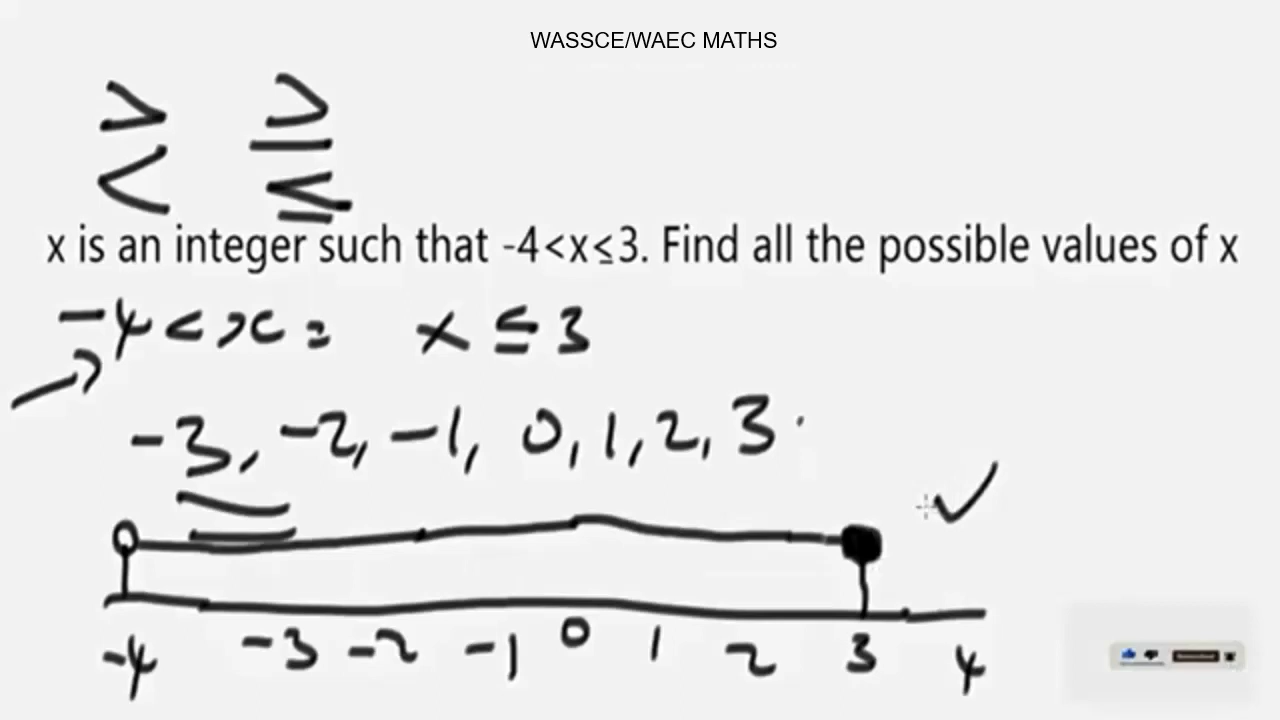 WASSCE/WAEC MATHS
> ≥
< ≤
x is an integer such that -4<x≤3. Find all the possible values of x
-4 < x = x ≤ 3
-3, -2, -1, 0, 1, 2, 3.
-4 -3 -2 -1 0 1 2 3 4